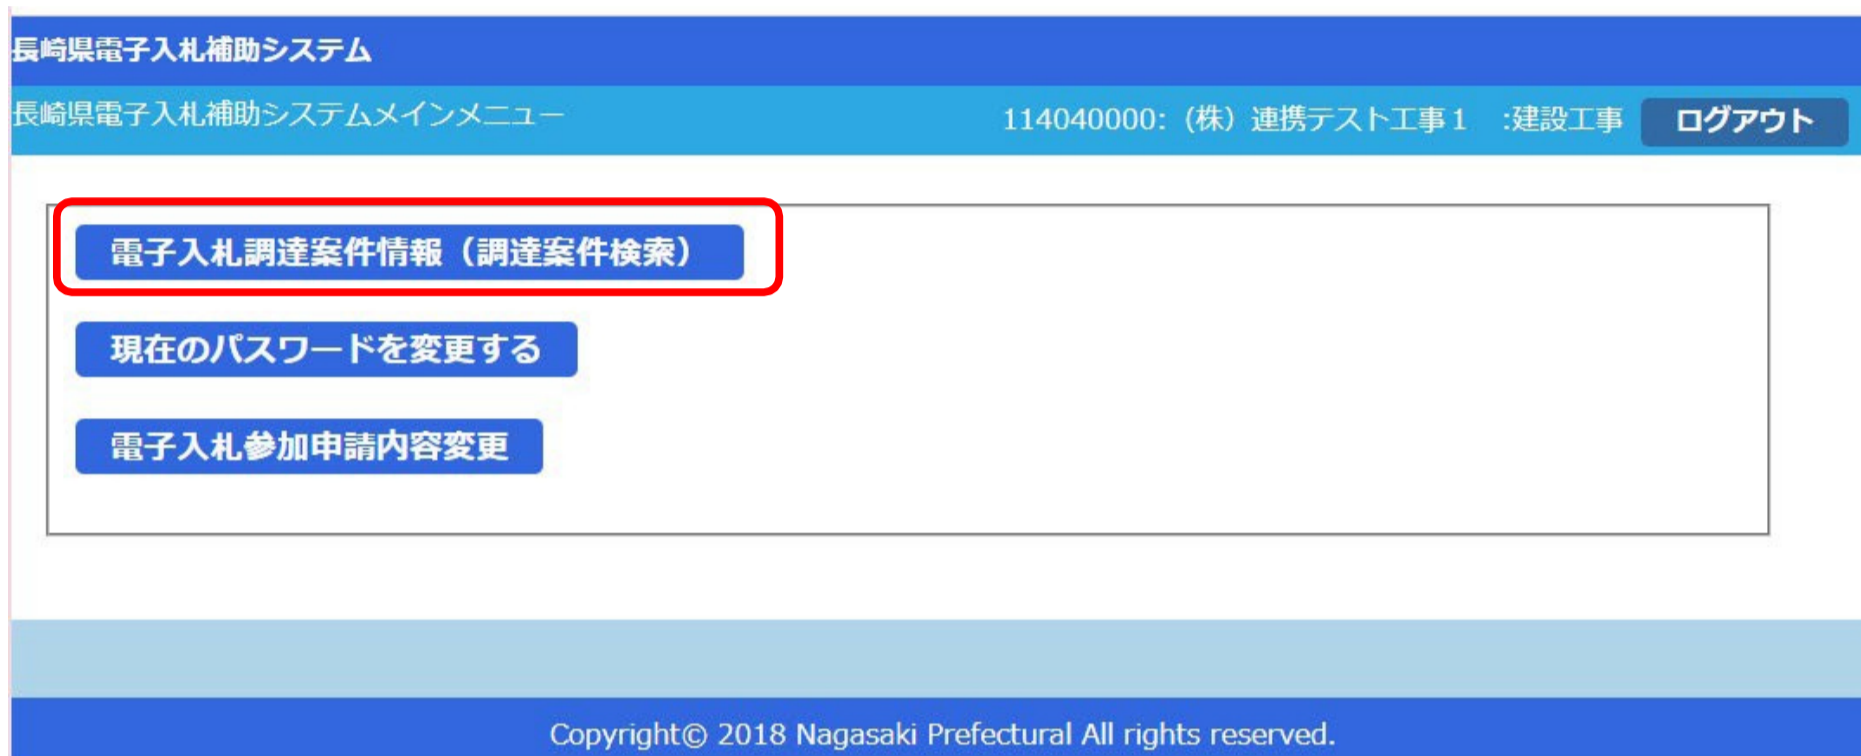 長崎県電子入札補助システム
長崎県電子入札補助システムメインメニュー 114040000:（株）連携テスト工事１　:建設工事 ログアウト
電子入札調達案件情報（調達案件検索）
現在のパスワードを変更する
電子入札参加申請内容変更
Copyright© 2018 Nagasaki Prefectural All rights reserved.